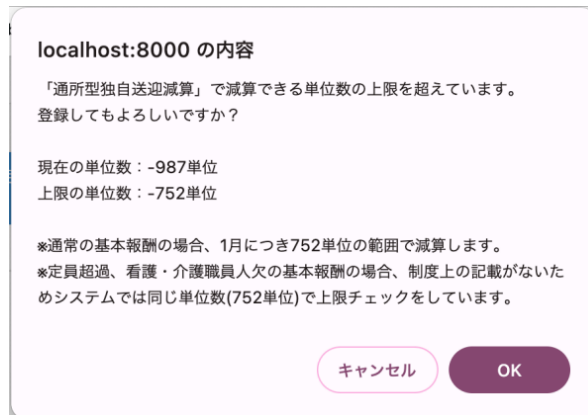 localhost:8000 の内容
「通所型独自送迎減算」で減算できる単位数の上限を超えています。
登録してもよろしいですか？
現在の単位数：-987単位
上限の単位数：-752単位
※通常の基本報酬の場合、1月につき752単位の範囲で減算します。
※定員超過、看護・介護職員人欠の基本報酬の場合、制度上の記載がないた
めシステムでは同じ単位数(752単位)で上限チェックをしています。
キャンセル
OK